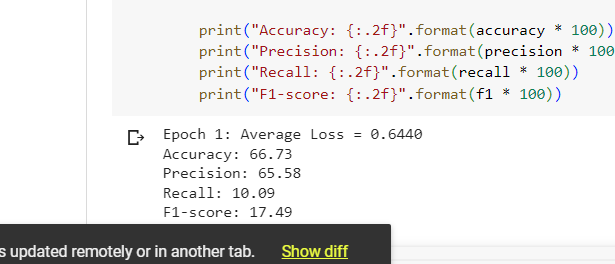 print("Accuracy: {:.2f}".format(accuracy * 100))
print("Precision: {:.2f}".format(precision * 100
print("Recall: {:.2f}".format(recall * 100))
print("F1-score: {:.2f}".format(f1 * 100))
Epoch 1: Average Loss = 0.6440
Accuracy: 66.73
Precision: 65.58
Recall: 10.09
F1-score: 17.49
s updated remotely or in another tab. Show diff